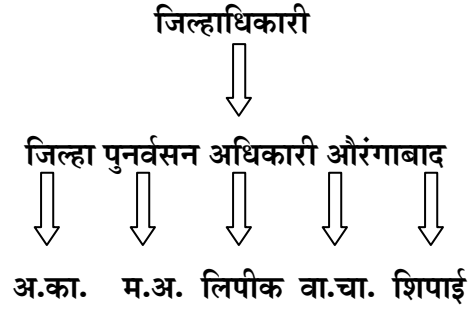 जिल्हाधिकारी
जिल्हा पुनर्वसन अधिकारी औरंगाबाद
अ.का. म.अ. लिपीक वा.चा. शिपाई